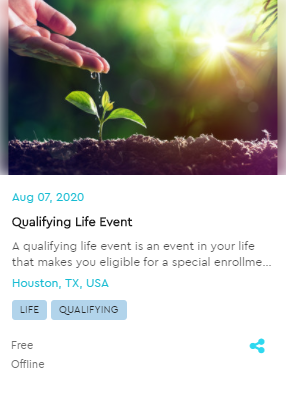 Aug 07, 2020
Qualifying Life Event
A qualifying life event is an event in your life
that makes you eligible for a special enrollme...
Houston, TX, USA
LIFE QUALIFYING
Free
Offline